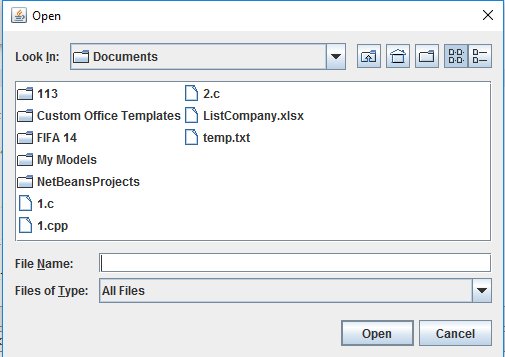 Open
Look In: Documents
113
Custom Office Templates
FIFA 14
My Models
NetBeansProjects
1.c
1.cpp
2.c
ListCompany.xlsx
temp.txt
File Name:
Files of Type: All Files
Open Cancel